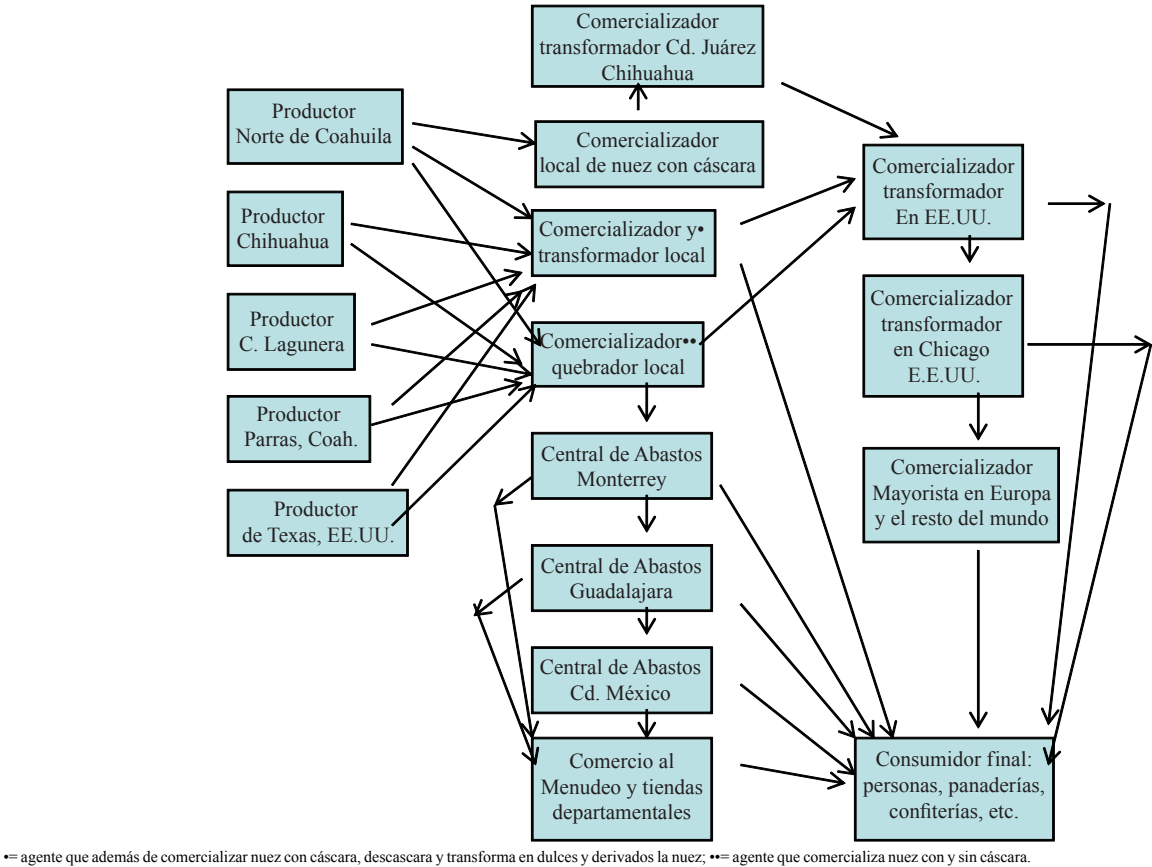 Comercializador
transformador Cd. Juárez
Chihuahua
Productor
Norte de Coahuila
Comercializador
local de nuez con cáscara
Comercializador
transformador
En EE.UU.
Productor
Chihuahua
Comercializador y•
transformador local
Productor
C. Lagunera
Comercializador••
quebrador local
Comercializador
transformador
en Chicago
E.E.UU.
Productor
Parras, Coah.
Central de Abastos
Monterrey
Comercializador
Mayorista en Europa
y el resto del mundo
Productor
de Texas, EE.UU.
Central de Abastos
Guadalajara
Central de Abastos
Cd. México
Comercio al
Menudeo y tiendas
departamentales
Consumidor final:
personas, panaderías,
confiterías, etc.
•= agente que además de comercializar nuez con cáscara, descascara y transforma en dulces y derivados la nuez; ••= agente que comercializa nuez con y sin cáscara.